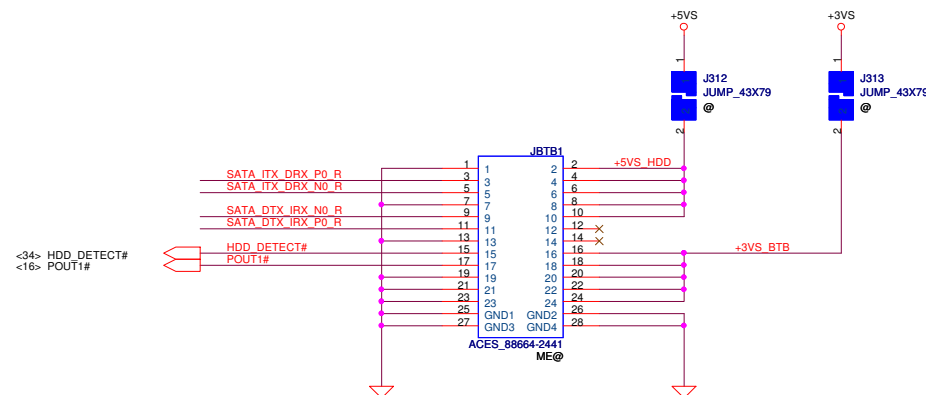 +5VS +3VS
1 1
J312 J313
JUMP_43X79 JUMP_43X79
@ @
2 2
JBTB1
1 1 2 2 +5VS_HDD
SATA_ITX_DRX_P0_R 3 3 4 4
SATA_ITX_DRX_N0_R 5 5 6 6
7 7 8 8
SATA_DTX_IRX_N0_R 9 9 10 10
SATA_DTX_IRX_P0_R 11 11 12 12
13 13 14 14
<34> HDD_DETECT# HDD_DETECT# 15 15 16 16 +3VS_BTB
<16> POUT1# POUT1# 17 17 18 18
19 19 20 20
21 21 22 22
23 23 24 24
25 GND1 GND2 26
27 GND3 GND4 28
ACES_88664-2441
ME@